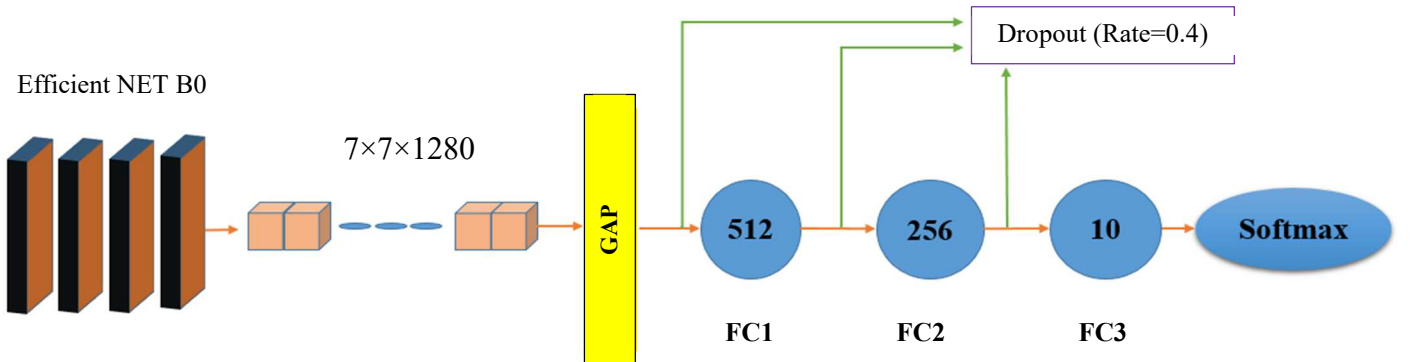 Dropout (Rate=0.4)
Efficient NET B0
7×7×1280
GAP
512
256
10
Softmax
FC1
FC2
FC3